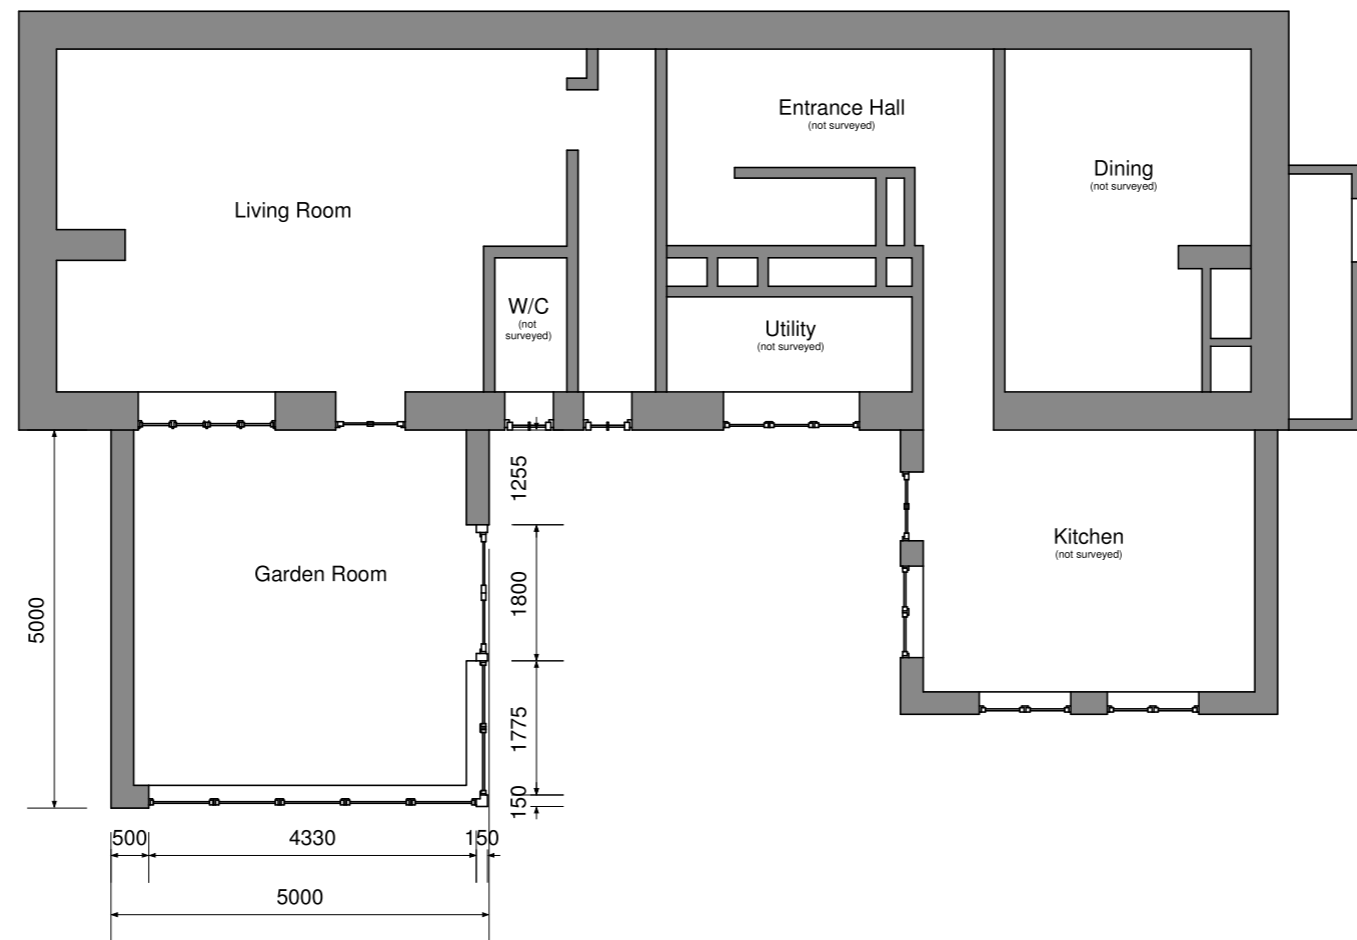 Entrance Hall
(not surveyed)
Dining
(not surveyed)
Living Room
W/C
(not
surveyed)
Utility
(not surveyed)
1255
Kitchen
(not surveyed)
Garden Room
1800
5000
1775
150
500
4330
150
5000